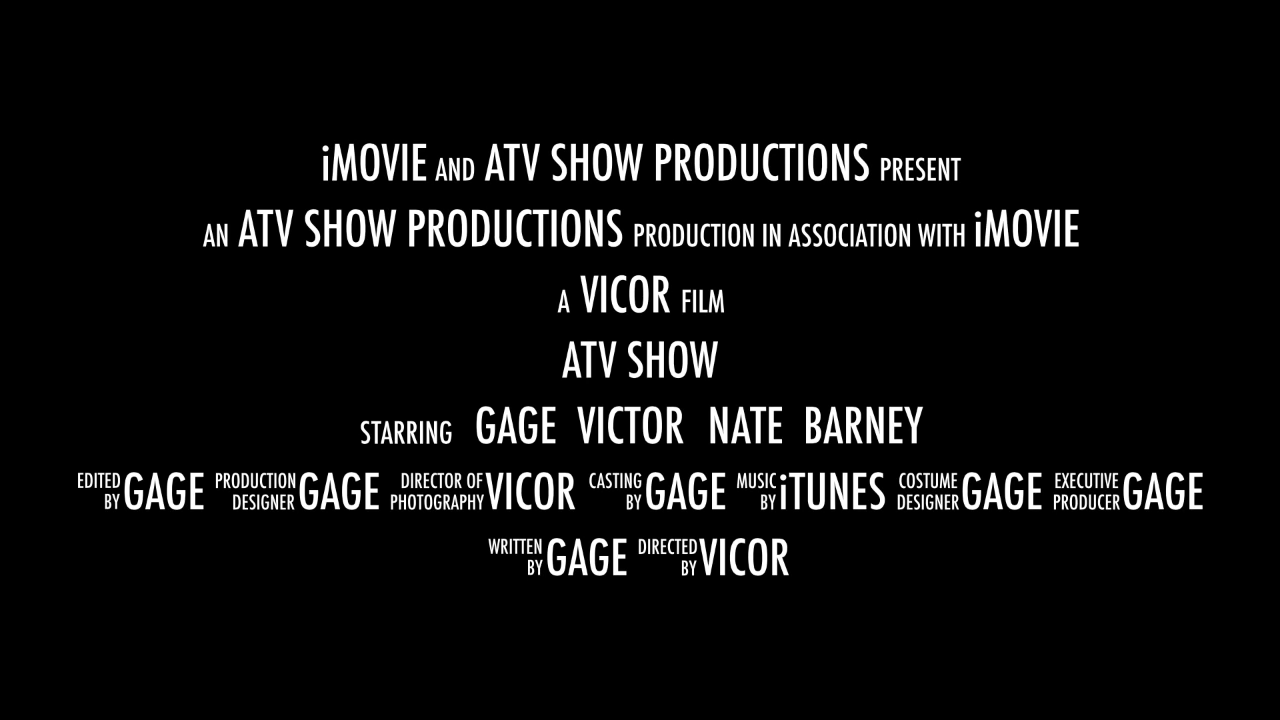 iMOVIE AND ATV SHOW PRODUCTIONS PRESENT
AN ATV SHOW PRODUCTIONS PRODUCTION IN ASSOCIATION WITH iMOVIE
A VICOR FILM
ATV SHOW
STARRING GAGE VICTOR NATE BARNEY
EDITED BY GAGE PRODUCTION DESIGNER GAGE DIRECTOR OF PHOTOGRAPHY VICOR CASTING BY GAGE MUSIC BY iTUNES COSTUME DESIGNER GAGE EXECUTIVE PRODUCER GAGE
WRITTEN BY GAGE DIRECTED BY VICOR